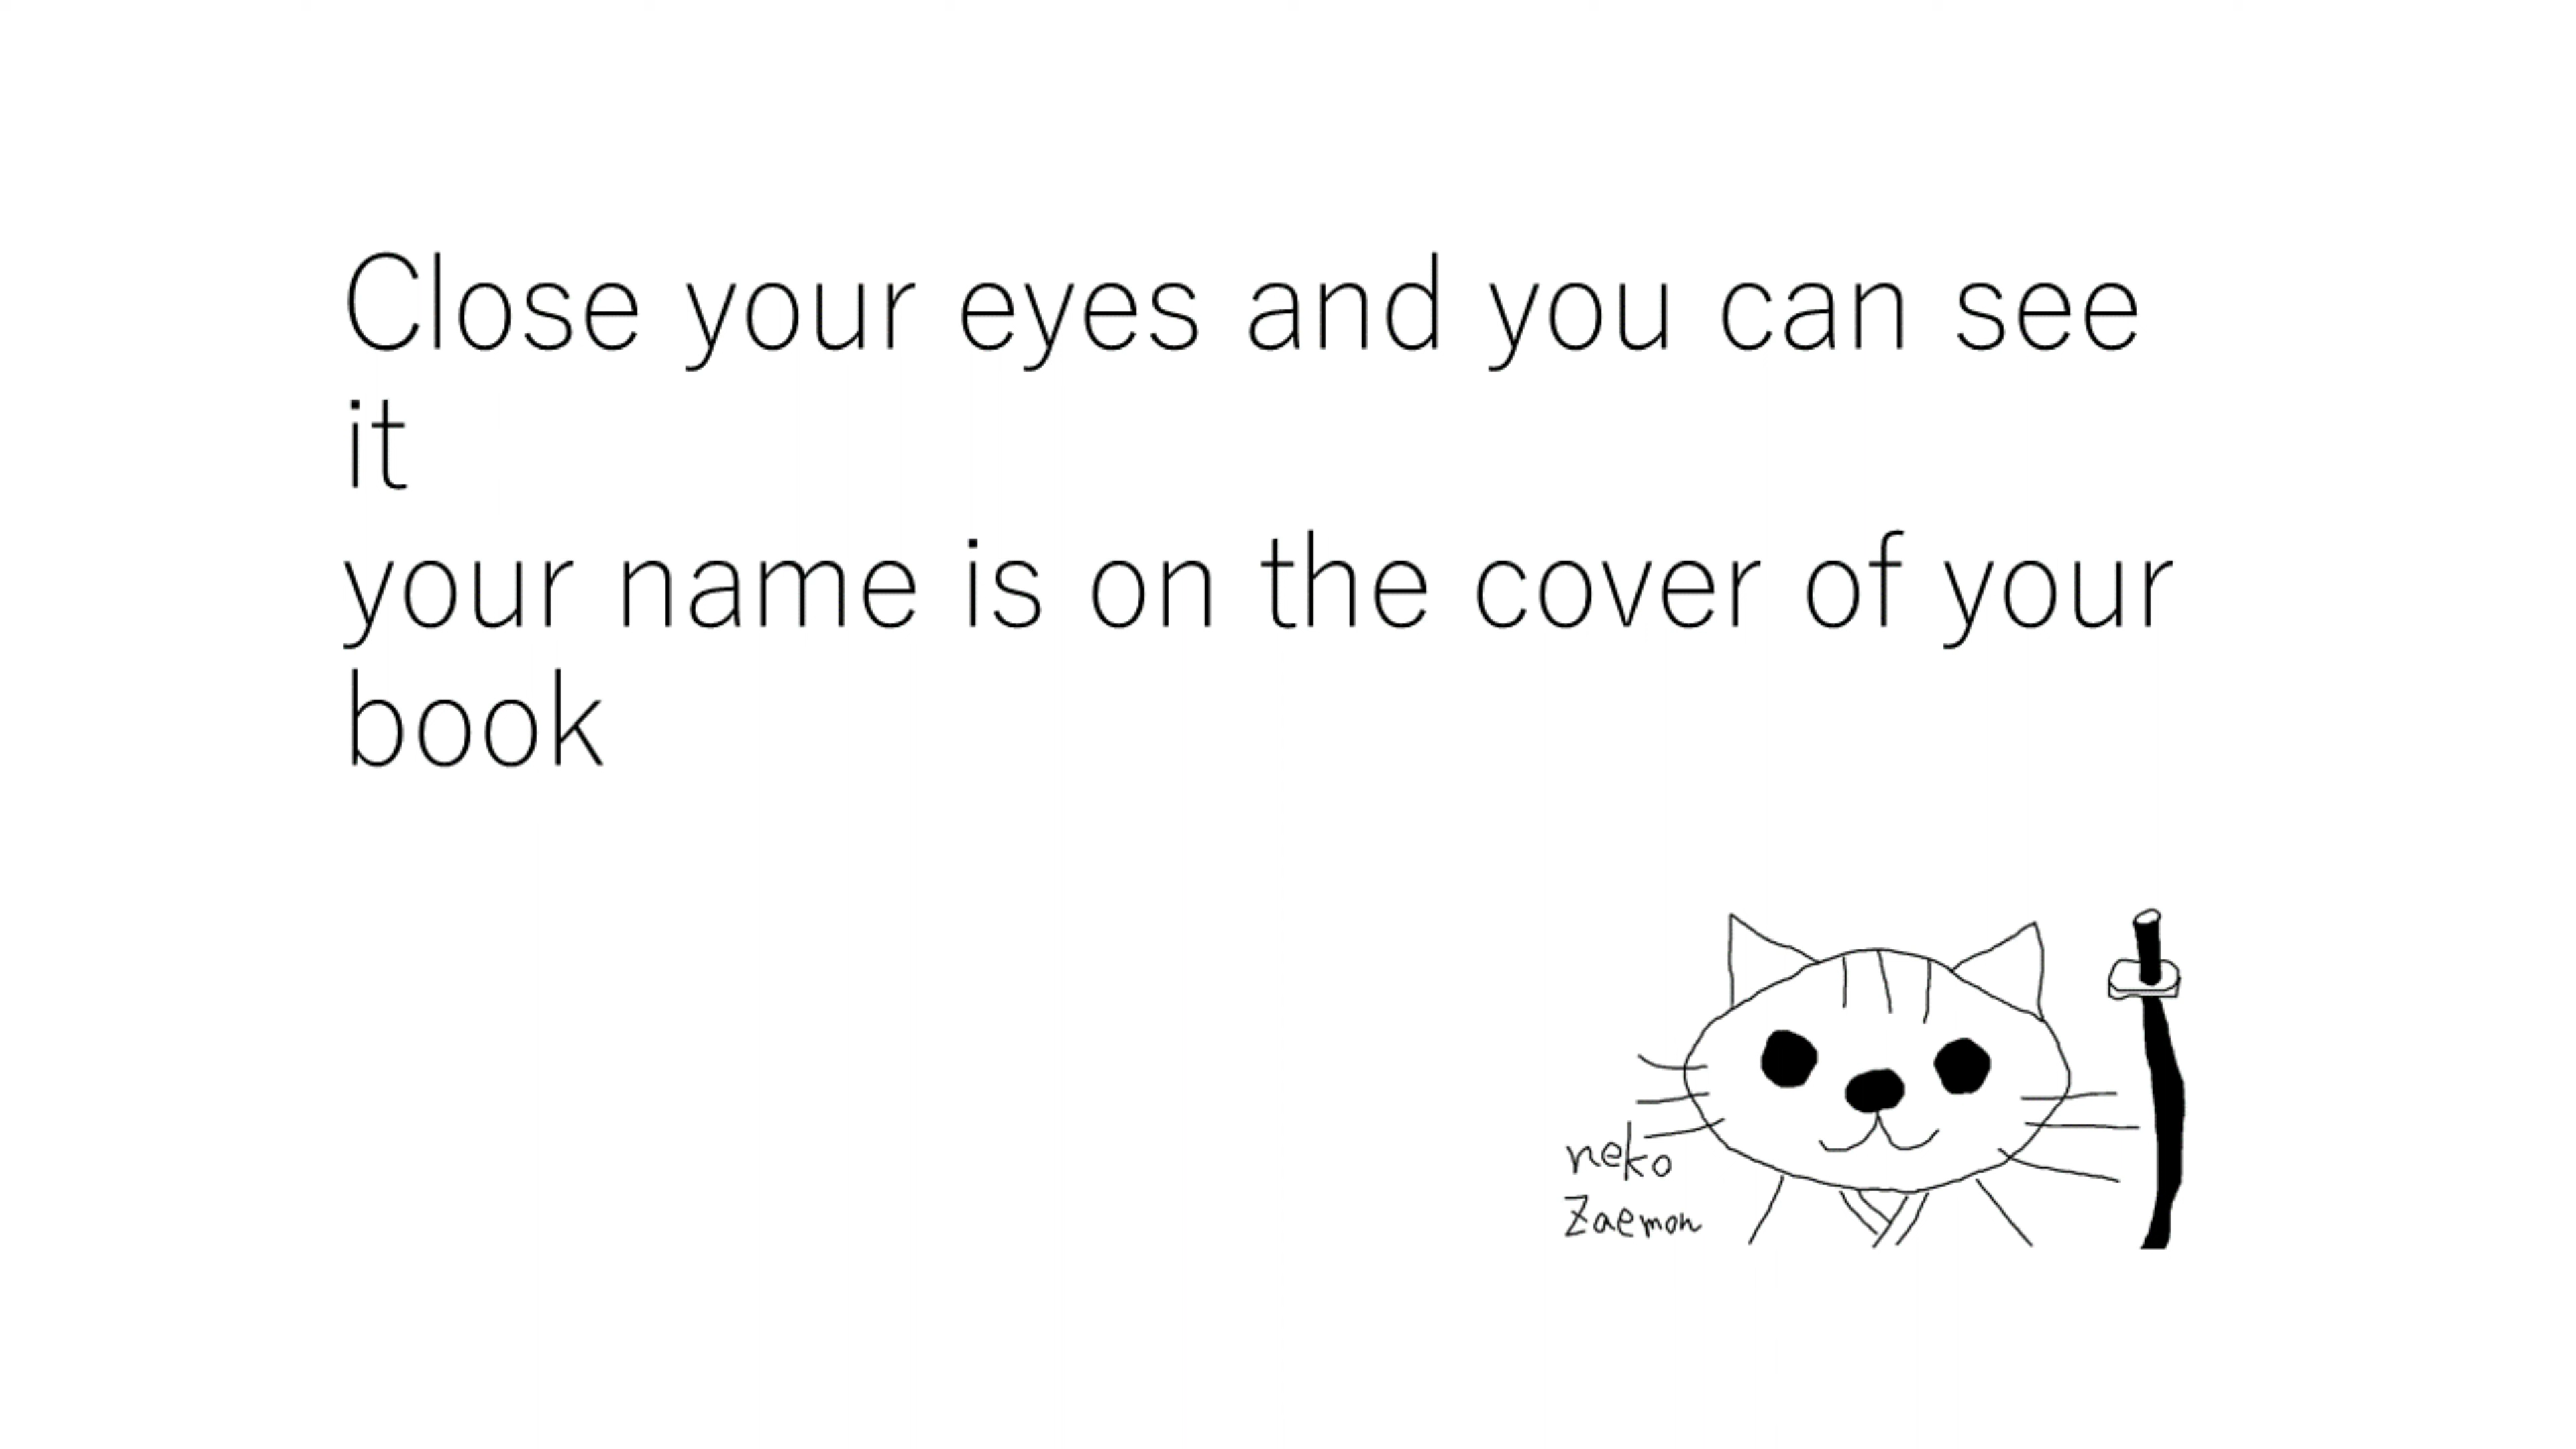 Close your eyes and you can see
it
your name is on the cover of your
book
neko
Zaemon